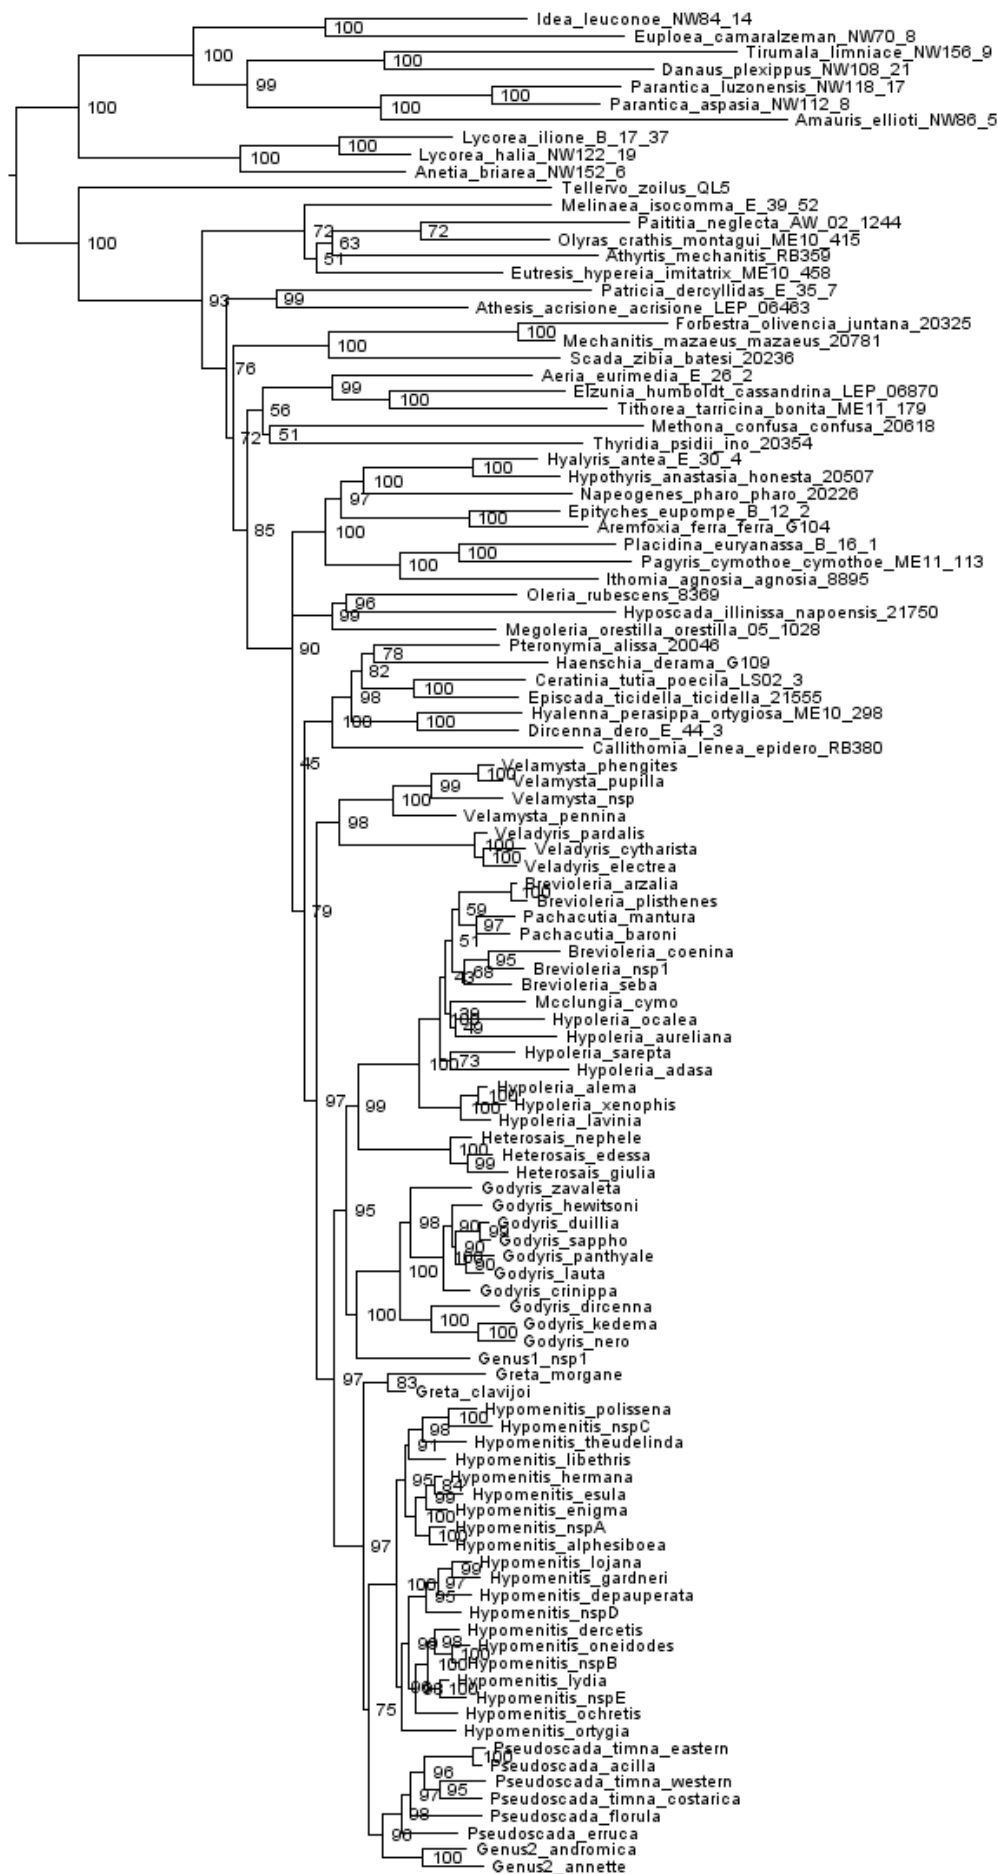 Idea_leuconoe_NW84_14
100
Euploea_camaralzeman_NW70_8
100
Tirumala_limniace_NW156_9
100
Danaus_plexippus_NW108_21
99
Parantica_luzonensis_NW118_17
100
Parantica_aspasia_NW112_8
100
100
Amauris_ellioti_NW86_5
Lycorea_ilione_B_17_37
100
Lycorea_halia_NW122_19
100
Anetia_briarea_NW152_6
Tellervo_zoilus_QL5
Melinaea_isocomma_E_39_52
Paititia_neglecta_AW_02_1244
72
72
Olyras_crathis_montagui_ME10_415
100
63
Athyrtis_mechanitis_RB359
51
Eutresis_hypereia_imitatrix_ME10_458
Patricia_dercyllidas_E_35_7
93
99
Athesis_acrisione_acrisione_LEP_06463
Forbestra_olivencia_juntana_20325
100
Mechanitis_mazaeus_mazaeus_20781
100
Scada_zibia_batesi_20236
76
Aeria_eurimedia_E_26_2
99
Elzunia_humboldt_cassandrina_LEP_06870
100
Tithorea_tarricina_bonita_ME11_179
56
Methona_confusa_confusa_20618
72
51
Thyridia_psidii_ino_20354
Hyalyris_antea_E_30_4
100
Hypothyris_anastasia_honesta_20507
100
Napeogenes_pharo_pharo_20226
97
Epityches_eupompe_B_12_2
100
Aremfoxia_ferra_ferra_G104
85
100
Placidina_euryanassa_B_16_1
100
Pagyris_cymothoe_cymothoe_ME11_113
100
Ithomia_agnosia_agnosia_8895
Oleria_rubescens_8369
96
Hyposcada_illinissa_napoensis_21750
99
Megoleria_orestilla_orestilla_05_1028
90
Pteronymia_alissa_20046
78
Haenschia_derama_G109
82
Ceratinia_tutia_poecila_LS02_3
100
Episcada_ticidella_ticidella_21555
98
Hyalenna_perasippa_ortygiosa_ME10_298
100
100
Dircenna_dero_E_44_3
Callithomia_lenea_epidero_RB380
45
Velamysta_phengites
100
Velamysta_pupilla
99
Velamysta_nsp
100
Velamysta_pennina
98
Veladyris_pardalis
100
Veladyris_cytharista
100
Veladyris_electrea
Brevioleria_arzalia
100
Brevioleria_plisthenes
59
79
Pachacutia_mantura
97
Pachacutia_baroni
51
Brevioleria_coenina
95
Brevioleria_nsp1
43
68
Brevioleria_seba
Mcclungia_cymo
39
100
Hypoleria_ocalea
49
Hypoleria_aureliana
Hypoleria_sarepta
100
73
Hypoleria_adasa
Hypoleria_alema
100
Hypoleria_xenophis
97
99
100
Hypoleria_lavinia
Heterosais_nephele
100
Heterosais_edessa
99
Heterosais_giulia
Godyris_zavaleta
95
Godyris_hewitsoni
98
90
Godyris_duillia
99
Godyris_sappho
90
100
Godyris_panthyale
90
Godyris_lauta
100
Godyris_crinippa
Godyris_dircenna
100
100
Godyris_kedema
100
Godyris_nero
Genus1_nsp1
97
Greta_morgane
83
Greta_clavijoi
Hypomenitis_polissena
100
Hypomenitis_nspC
98
Hypomenitis_theudelinda
91
Hypomenitis_libethris
Hypomenitis_hermana
95
84
Hypomenitis_esula
99
Hypomenitis_enigma
100
Hypomenitis_nspA
100
Hypomenitis_alphesiboea
97
Hypomenitis_lojana
99
Hypomenitis_gardneri
100
97
Hypomenitis_depauperata
95
Hypomenitis_nspD
Hypomenitis_dercetis
98
Hypomenitis_oneidodes
100
Hypomenitis_nspB
100
Hypomenitis_lydia
100
Hypomenitis_nspE
75
Hypomenitis_ochretis
Hypomenitis_ortygia
Pseudoscada_timna_eastern
100
Pseudoscada_acilla
96
Pseudoscada_timna_western
97
95
Pseudoscada_timna_costarica
98
Pseudoscada_florula
Pseudoscada_erruca
Genus2_andromica
100
Genus2_annette